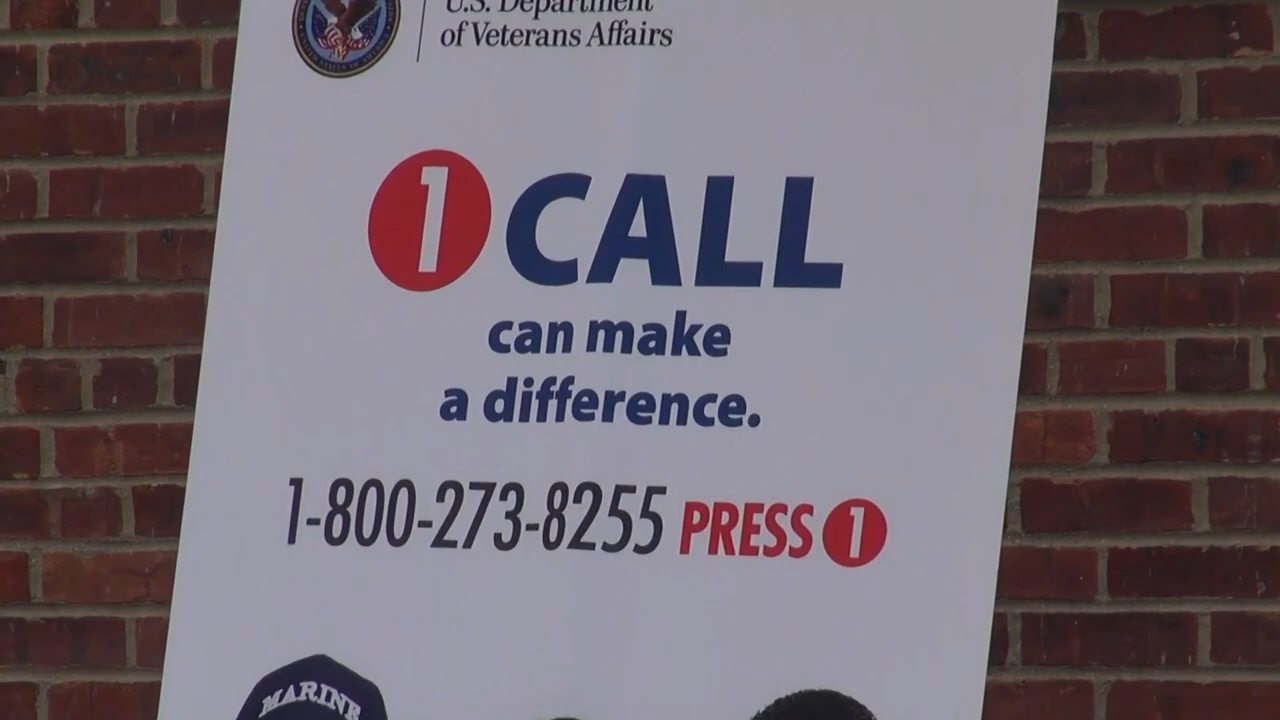 U.S. Department
of Veterans Affairs
1 CALL
can make
a difference.
1-800-273-8255 PRESS 1
MARINE